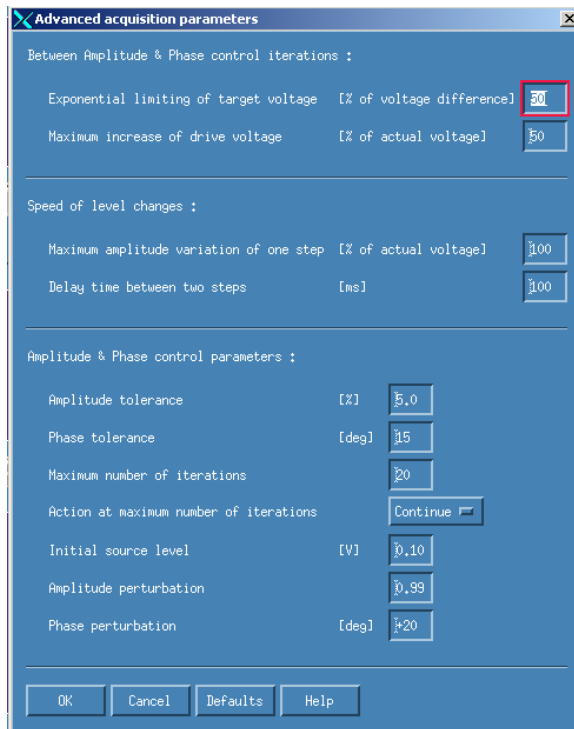 Advanced acquisition parameters
Between Amplitude & Phase control iterations :
Exponential limiting of target voltage [% of voltage difference] 50
Maximum increase of drive voltage [% of actual voltage] 50
Speed of level changes :
Maximum amplitude variation of one step [% of actual voltage] 100
Delay time between two steps [ms] 100
Amplitude & Phase control parameters :
Amplitude tolerance [%] 5.0
Phase tolerance [deg] 15
Maximum number of iterations 20
Action at maximum number of iterations Continue
Initial source level [V] 0.10
Amplitude perturbation 0.99
Phase perturbation [deg] +20
OK Cancel Defaults Help